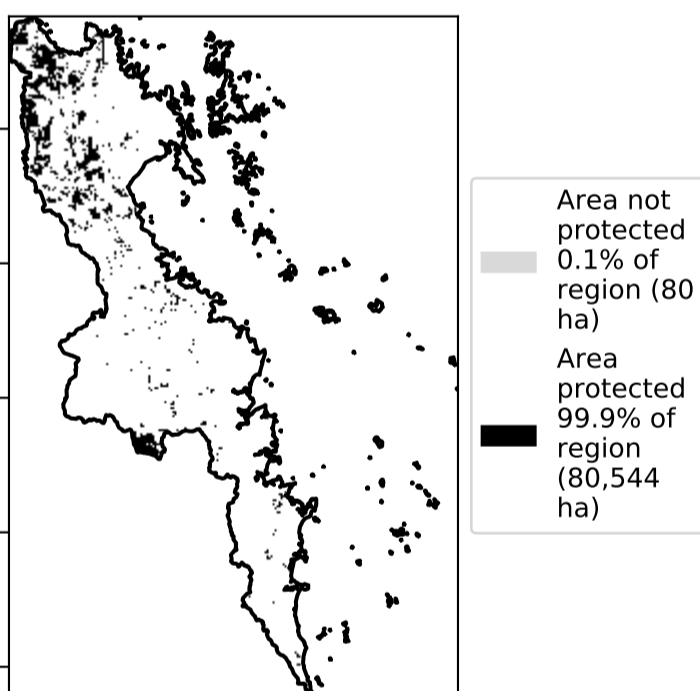 Area not
protected
0.1% of
region (80
ha)
Area
protected
99.9% of
region
(80,544
ha)